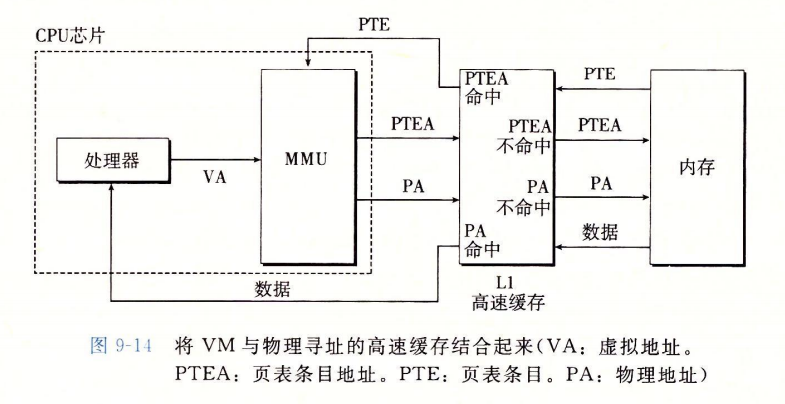 PTE
CPU芯片
PTEA
命中
PTE
PTEA
PTEA
不命中
PTEA
处理器
VA
MMU
PA
PA
不命中
PA
内存
PA
命中
数据
数据
L1
高速缓存
图 9-14 将 VM 与物理寻址的高速缓存结合起来(VA: 虚拟地址。
PTEA: 页表条目地址。PTE: 页表条目。PA: 物理地址)